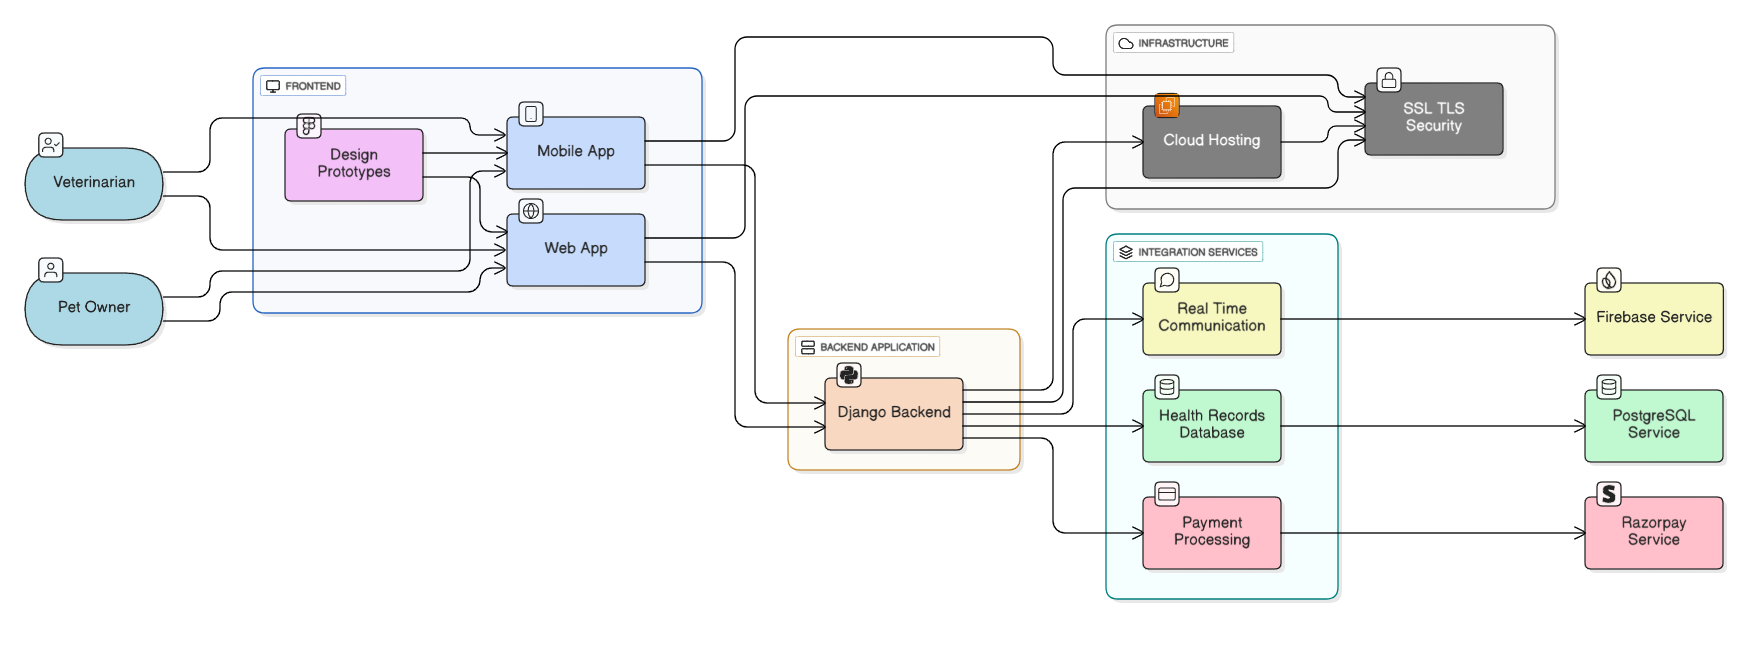 INFRASTRUCTURE
FRONTEND
SSL TLS
Security
Cloud Hosting
Mobile App
Design
Prototypes
Veterinarian
Web App
INTEGRATION SERVICES
Pet Owner
Real Time
Communication
Firebase Service
BACKEND APPLICATION
Django Backend
Health Records
Database
PostgreSQL
Service
Payment
Processing
S
Razorpay
Service